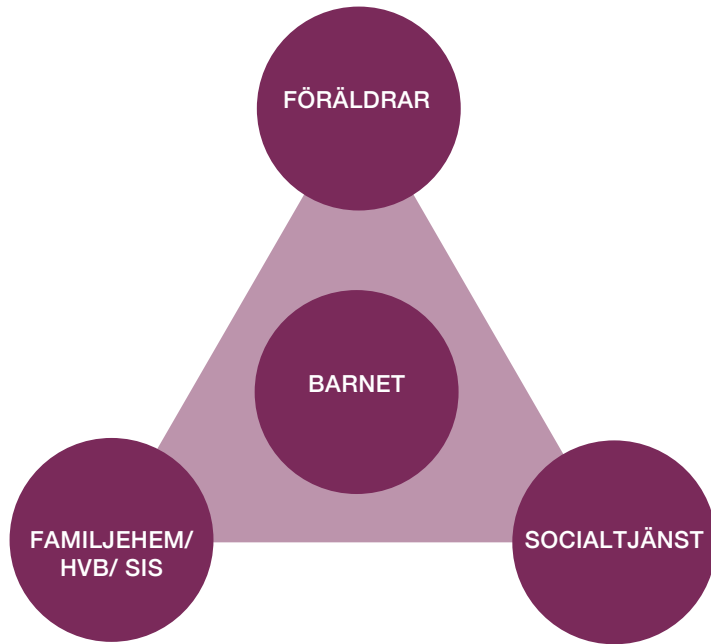 FÖRÄLDRAR
BARNET
FAMILJEHEM/
HVB/ SIS
SOCIALTJÄNST